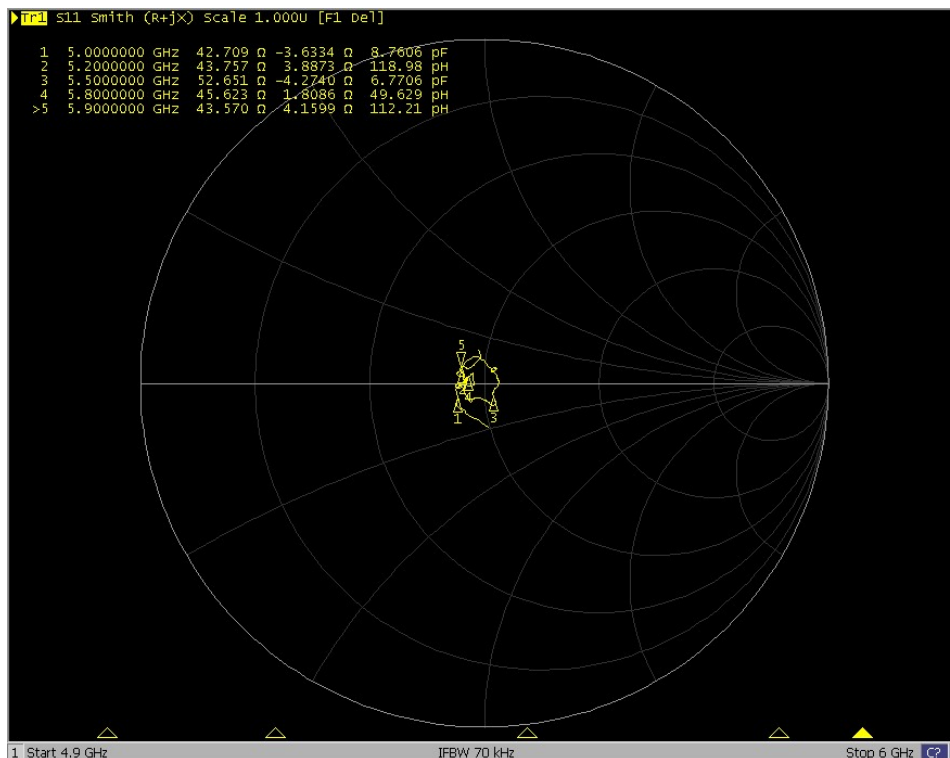 Tr1 S11 Smith (R+jX) Scale 1.000U [F1 Del]
1 5.0000000 GHz 42.709 Ω -3.6334 Ω 8.7606 pF
2 5.2000000 GHz 43.757 Ω 3.8873 Ω 118.98 pH
3 5.5000000 GHz 52.651 Ω -4.2740 Ω 6.7706 pF
4 5.8000000 GHz 45.623 Ω 1.8086 Ω 49.629 pH
>5 5.9000000 GHz 43.570 Ω 4.1599 Ω 112.21 pH
5
4
1
3
1 Start 4.9 GHz IFBW 70 kHz Stop 6 GHz C?